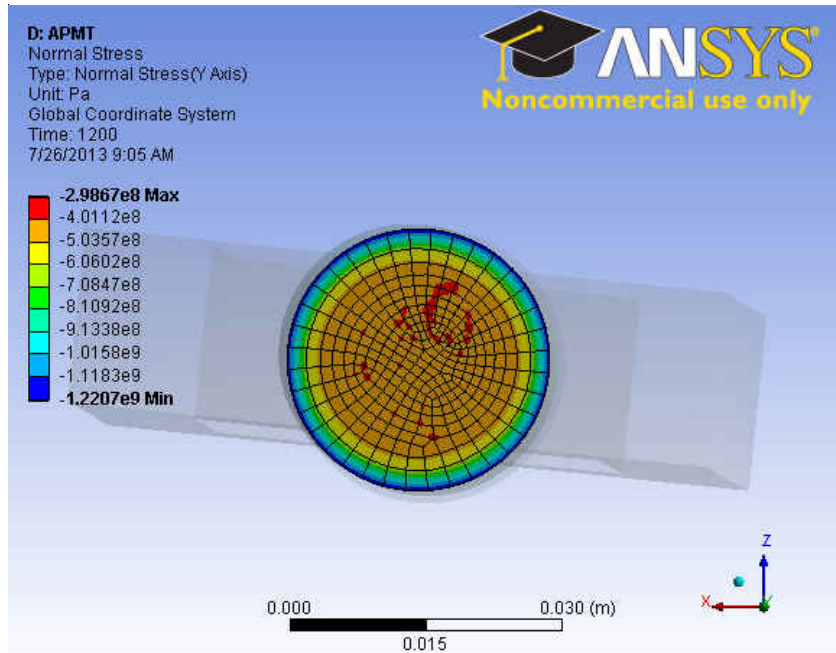 D: APMT
Normal Stress
Type: Normal Stress(Y Axis)
Unit: Pa
Global Coordinate System
Time: 1200
7/26/2013 9:05 AM
ANSYS
Noncommercial use only
-2.9867e8 Max
-4.0112e8
-5.0357e8
-6.0602e8
-7.0847e8
-8.1092e8
-9.1338e8
-1.0158e9
-1.1183e9
-1.2207e9 Min
Z
X
Y
0.000
0.030 (m)
0.015